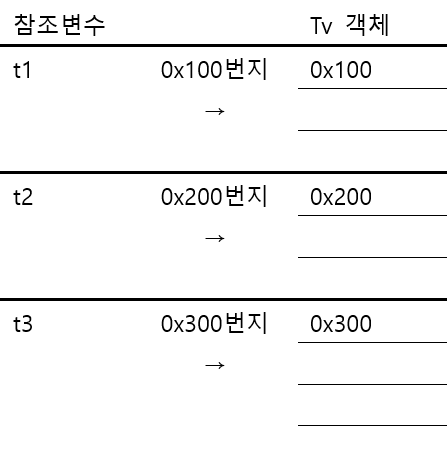 참조변수 Tv 객체
t1 0x100번지 0x100
→
t2 0x200번지 0x200
→
t3 0x300번지 0x300
→